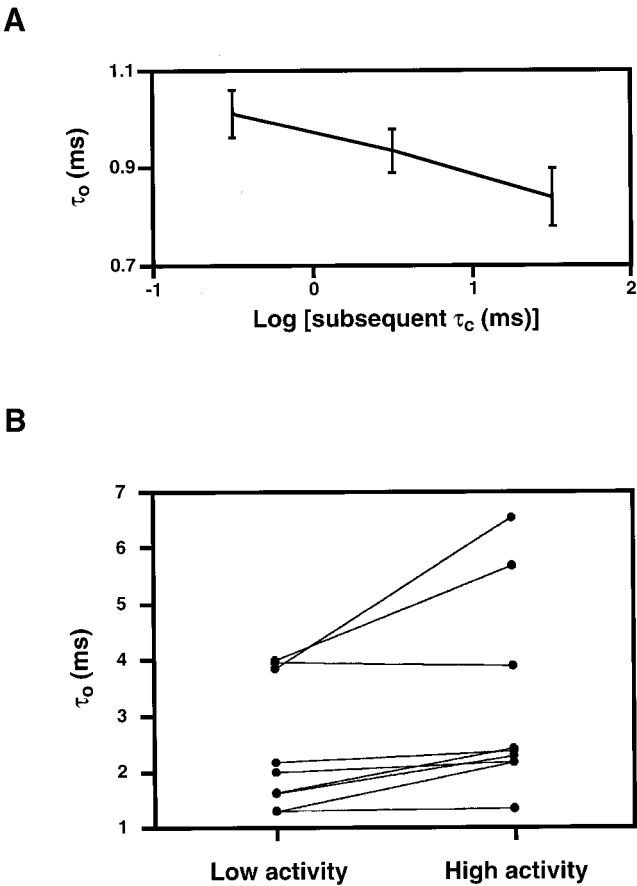 A
1.1
0.9
0.7
τo (ms)
-1 0 1 2
Log [subsequent τc (ms)]
B
7
6
5
4
3
2
1
τo (ms)
Low activity High activity